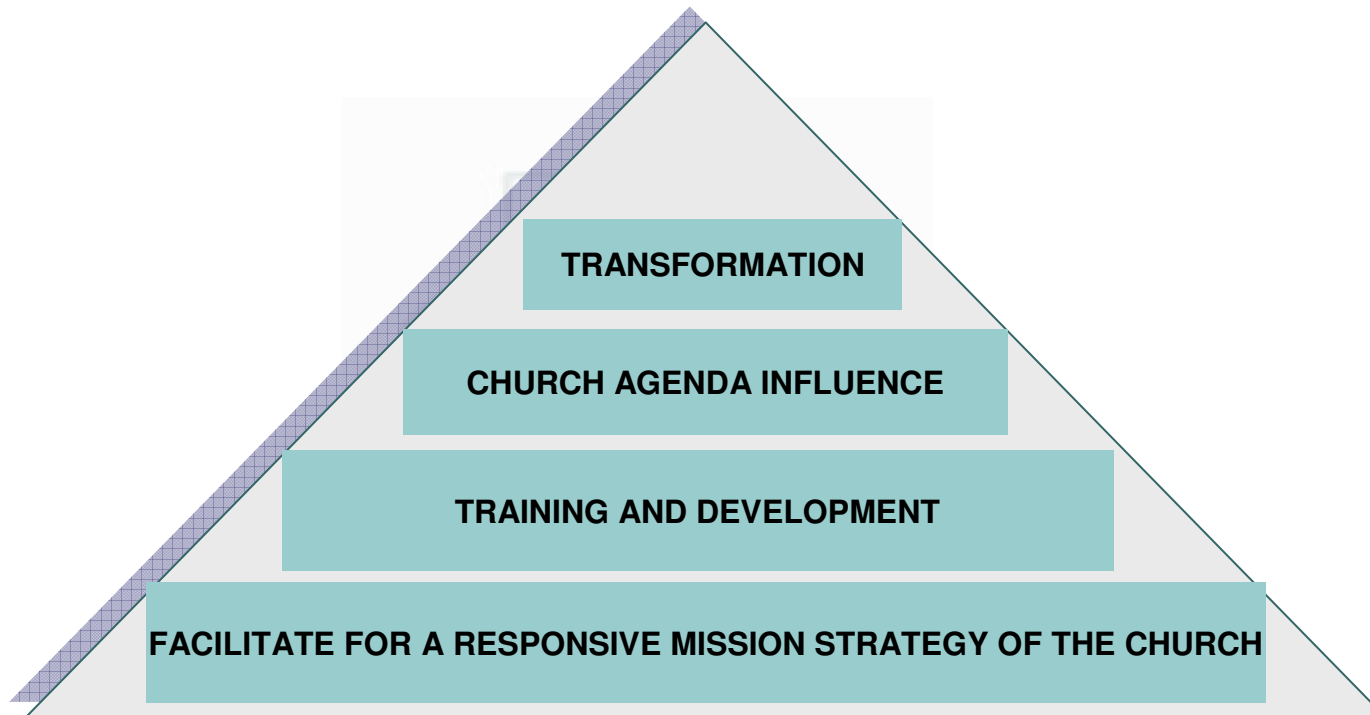 TRANSFORMATION
CHURCH AGENDA INFLUENCE
TRAINING AND DEVELOPMENT
FACILITATE FOR A RESPONSIVE MISSION STRATEGY OF THE CHURCH